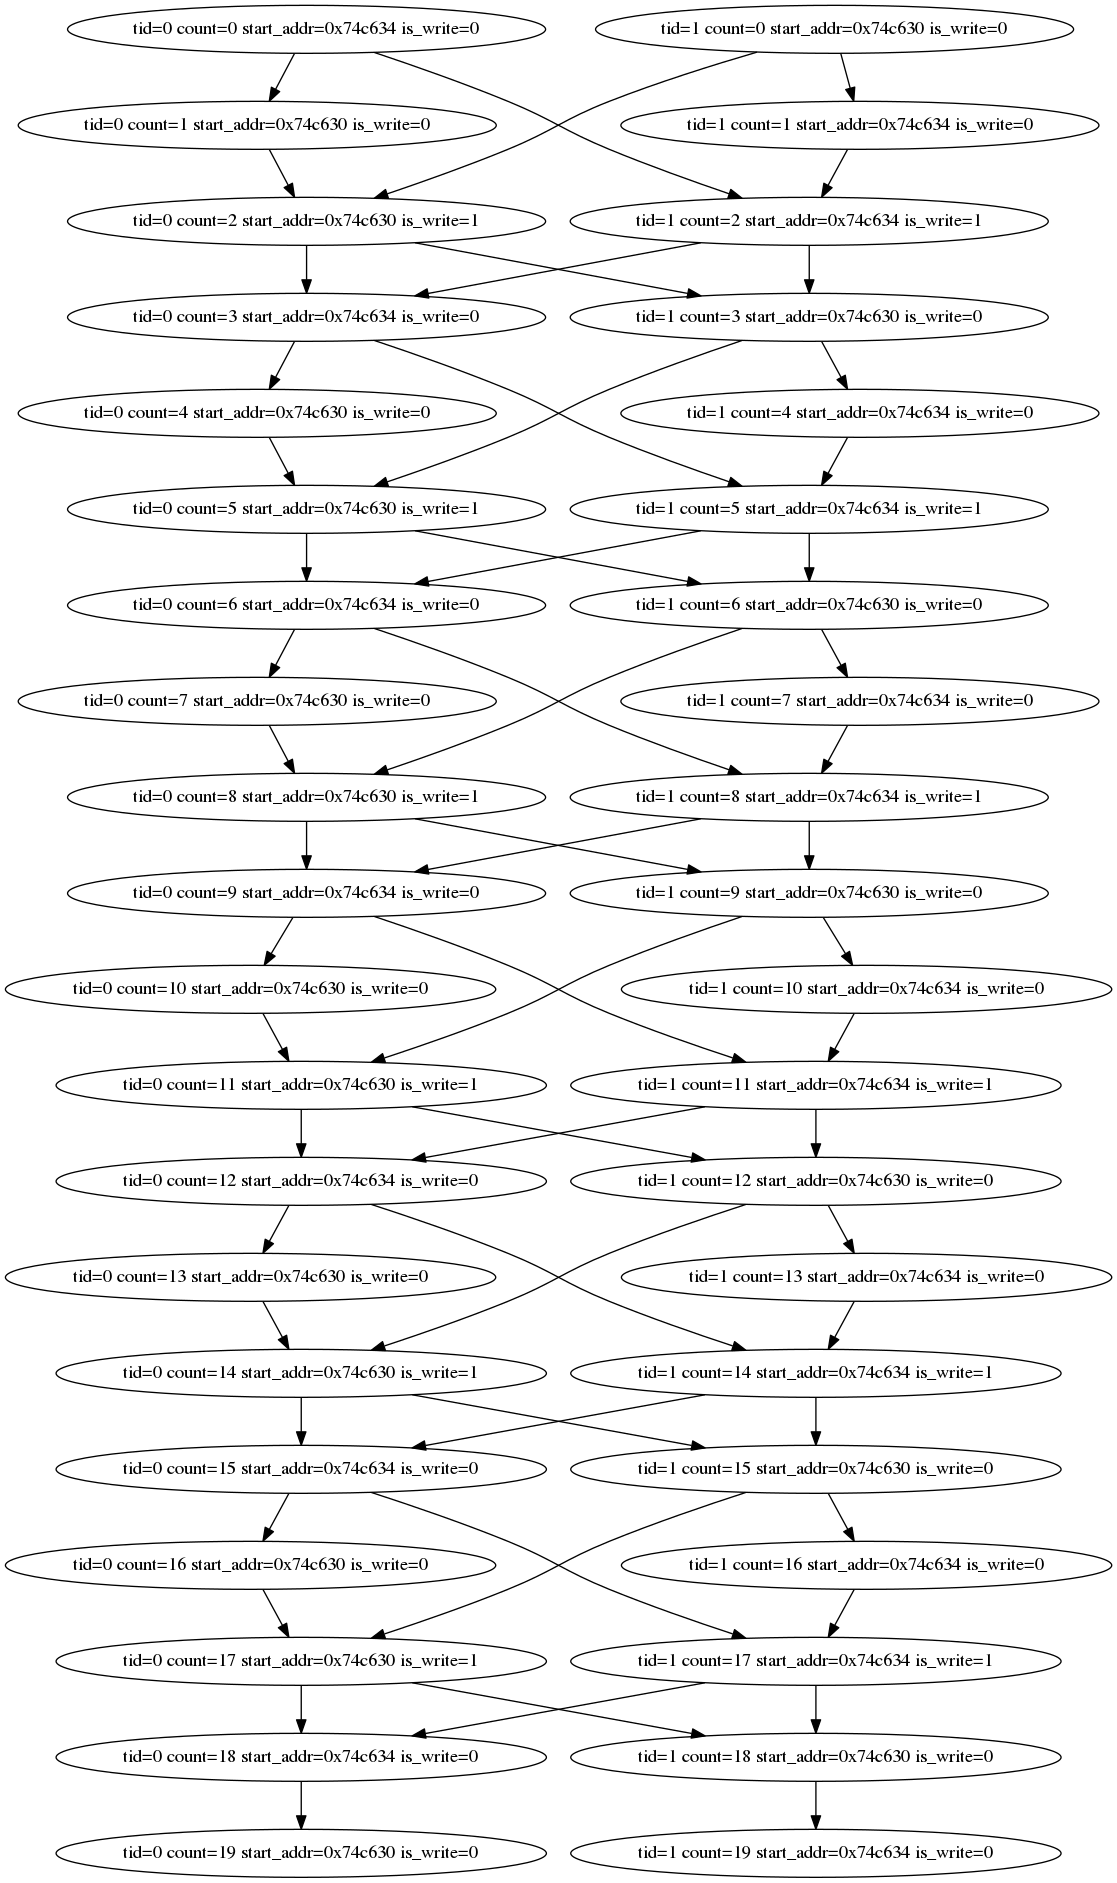 tid=0 count=0 start_addr=0x74c634 is_write=0
tid=1 count=0 start_addr=0x74c630 is_write=0
tid=0 count=1 start_addr=0x74c630 is_write=0
tid=1 count=1 start_addr=0x74c634 is_write=0
tid=0 count=2 start_addr=0x74c630 is_write=1
tid=1 count=2 start_addr=0x74c634 is_write=1
tid=0 count=3 start_addr=0x74c634 is_write=0
tid=1 count=3 start_addr=0x74c630 is_write=0
tid=0 count=4 start_addr=0x74c630 is_write=0
tid=1 count=4 start_addr=0x74c634 is_write=0
tid=0 count=5 start_addr=0x74c630 is_write=1
tid=1 count=5 start_addr=0x74c634 is_write=1
tid=0 count=6 start_addr=0x74c634 is_write=0
tid=1 count=6 start_addr=0x74c630 is_write=0
tid=0 count=7 start_addr=0x74c630 is_write=0
tid=1 count=7 start_addr=0x74c634 is_write=0
tid=0 count=8 start_addr=0x74c630 is_write=1
tid=1 count=8 start_addr=0x74c634 is_write=1
tid=0 count=9 start_addr=0x74c634 is_write=0
tid=1 count=9 start_addr=0x74c630 is_write=0
tid=0 count=10 start_addr=0x74c630 is_write=0
tid=1 count=10 start_addr=0x74c634 is_write=0
tid=0 count=11 start_addr=0x74c630 is_write=1
tid=1 count=11 start_addr=0x74c634 is_write=1
tid=0 count=12 start_addr=0x74c634 is_write=0
tid=1 count=12 start_addr=0x74c630 is_write=0
tid=0 count=13 start_addr=0x74c630 is_write=0
tid=1 count=13 start_addr=0x74c634 is_write=0
tid=0 count=14 start_addr=0x74c630 is_write=1
tid=1 count=14 start_addr=0x74c634 is_write=1
tid=0 count=15 start_addr=0x74c634 is_write=0
tid=1 count=15 start_addr=0x74c630 is_write=0
tid=0 count=16 start_addr=0x74c630 is_write=0
tid=1 count=16 start_addr=0x74c634 is_write=0
tid=0 count=17 start_addr=0x74c630 is_write=1
tid=1 count=17 start_addr=0x74c634 is_write=1
tid=0 count=18 start_addr=0x74c634 is_write=0
tid=1 count=18 start_addr=0x74c630 is_write=0
tid=0 count=19 start_addr=0x74c630 is_write=0
tid=1 count=19 start_addr=0x74c634 is_write=0